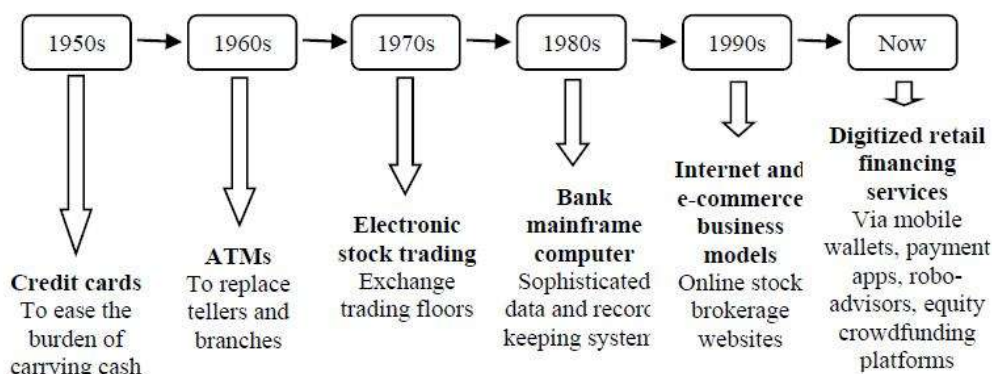 1950s
1960s
1970s
1980s
1990s
Now
Credit cards
To ease the
burden of
carrying cash
ATMs
To replace
tellers and
branches
Electronic
stock trading
Exchange
trading floors
Bank
mainframe
computer
Sophisticated
data and record
keeping system
Internet and
e-commerce
business
models
Online stock
brokerage
websites
Digitized retail
financing
services
Via mobile
wallets, payment
apps, robo-
advisors, equity
crowdfunding
platforms